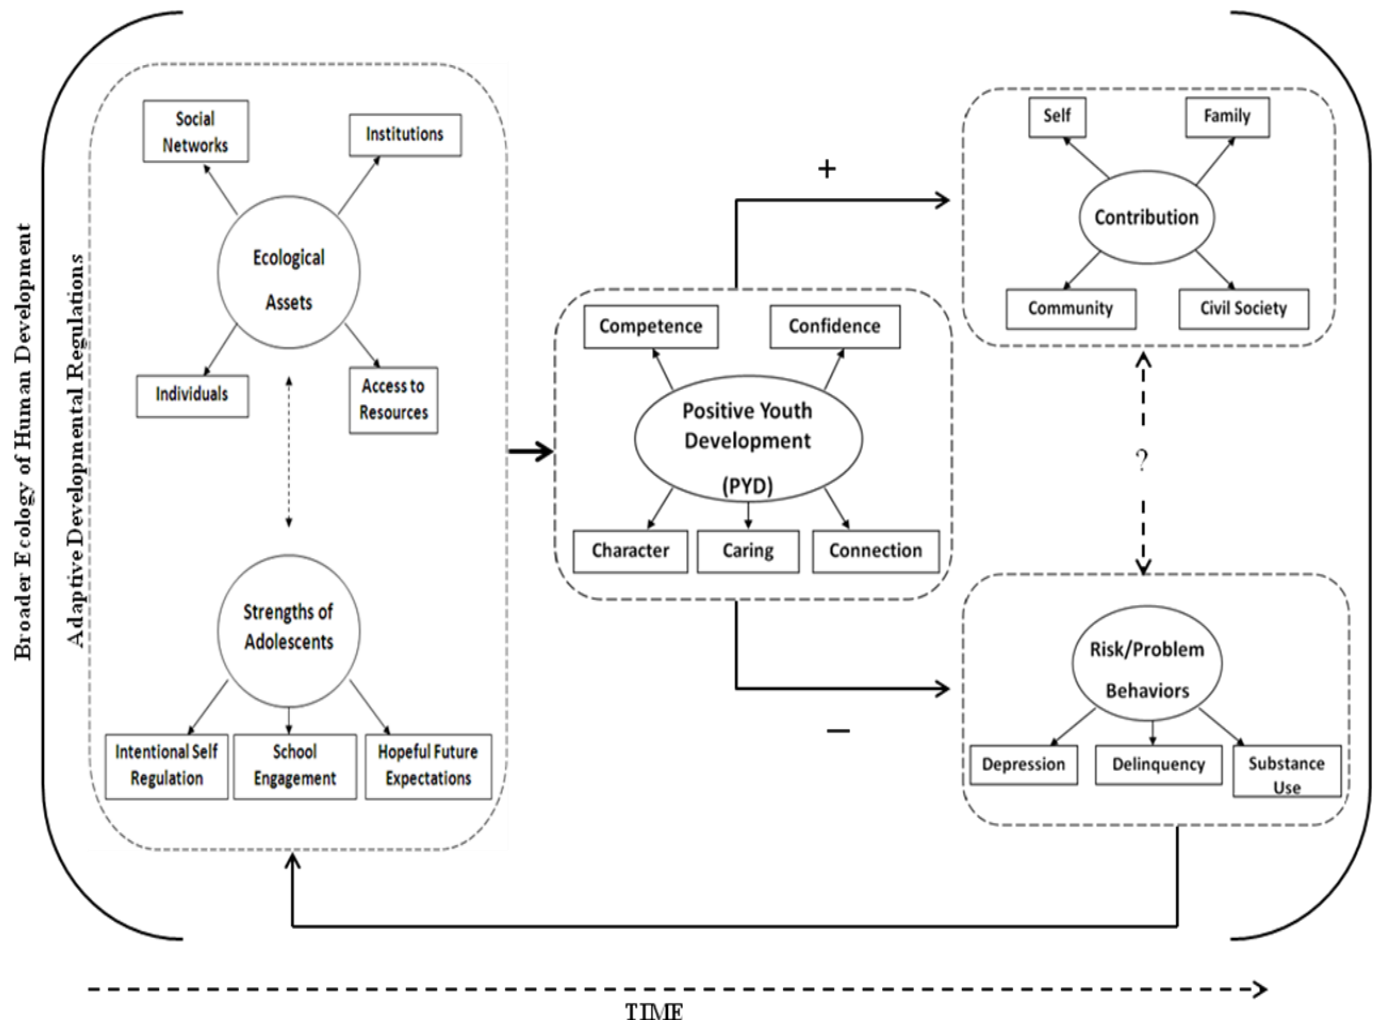 Broader Ecology of Human Development
Adaptive Developmental Regulations
Social
Networks
Institutions
Ecological
Assets
Individuals
Access to
Resources
Strengths of
Adolescents
Intentional Self
Regulation
School
Engagement
Hopeful Future
Expectations
Competence
Confidence
Positive Youth
Development
(PYD)
Character
Caring
Connection
+
−
Self
Family
Contribution
Community
Civil Society
?
Risk/Problem
Behaviors
Depression
Delinquency
Substance
Use
TIME